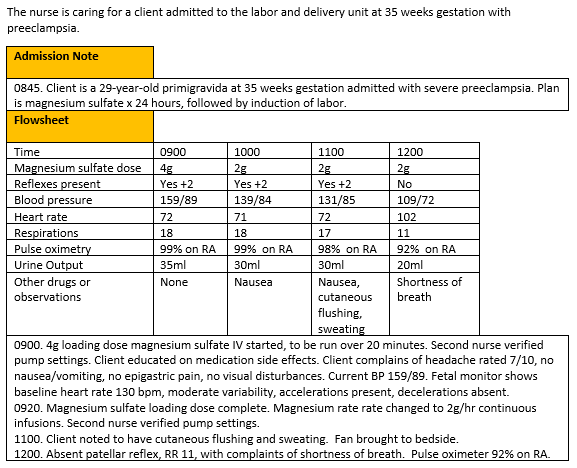 The nurse is caring for a client admitted to the labor and delivery unit at 35 weeks gestation with
preeclampsia.
Admission Note
0845. Client is a 29-year-old primigravida at 35 weeks gestation admitted with severe preeclampsia. Plan
is magnesium sulfate x 24 hours, followed by induction of labor.
Flowsheet
Time 0900 1000 1100 1200
Magnesium sulfate dose 4g 2g 2g 2g
Reflexes present Yes +2 Yes +2 Yes +2 No
Blood pressure 159/89 139/84 131/85 109/72
Heart rate 72 71 72 102
Respirations 18 18 17 11
Pulse oximetry 99% on RA 99% on RA 98% on RA 92% on RA
Urine Output 35ml 30ml 30ml 20ml
Other drugs or None Nausea Nausea, Shortness of
observations cutaneous breath
flushing,
sweating
0900. 4g loading dose magnesium sulfate IV started, to be run over 20 minutes. Second nurse verified
pump settings. Client educated on medication side effects. Client complains of headache rated 7/10, no
nausea/vomiting, no epigastric pain, no visual disturbances. Current BP 159/89. Fetal monitor shows
baseline heart rate 130 bpm, moderate variability, accelerations present, decelerations absent.
0920. Magnesium sulfate loading dose complete. Magnesium rate rate changed to 2g/hr continuous
infusions. Second nurse verified pump settings.
1100. Client noted to have cutaneous flushing and sweating. Fan brought to bedside.
1200. Absent patellar reflex, RR 11, with complaints of shortness of breath. Pulse oximeter 92% on RA.